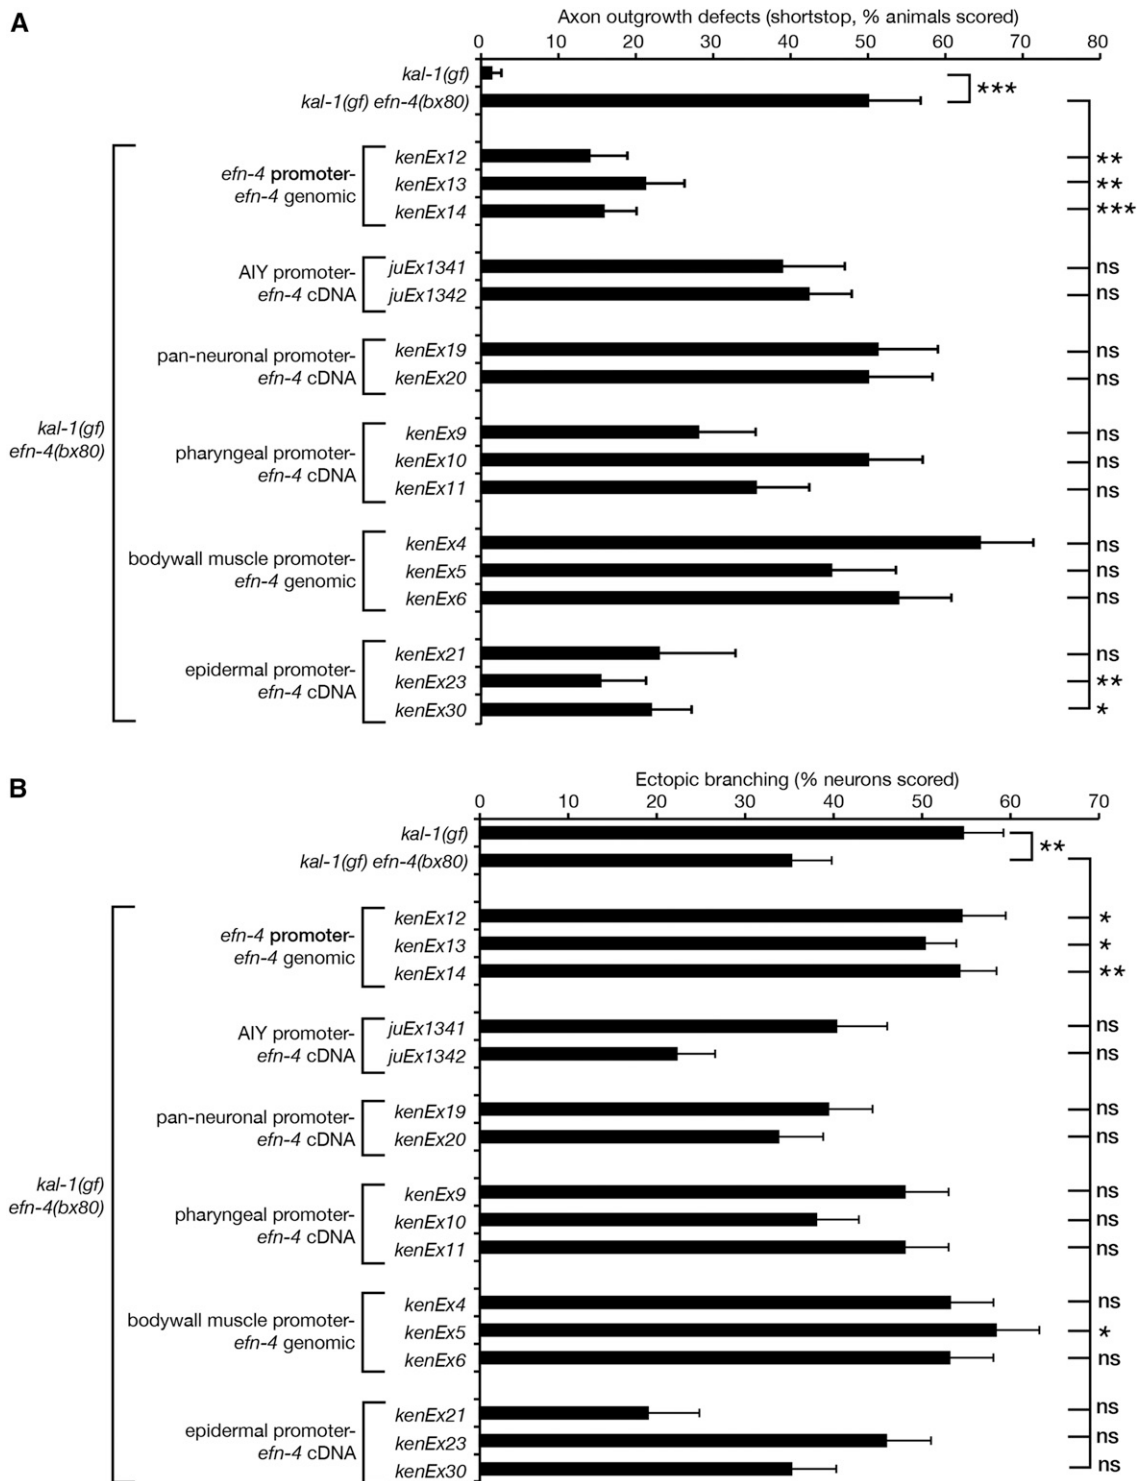 A
Axon outgrowth defects (shortstop, % animals scored)
0 10 20 30 40 50 60 70 80
kal-1(gf)
***
kal-1(gf) efn-4(bx80)
efn-4 promoter-
efn-4 genomic
kenEx12 **
kenEx13 **
kenEx14 ***
AIY promoter-
efn-4 cDNA
juEx1341 ns
juEx1342 ns
pan-neuronal promoter-
efn-4 cDNA
kenEx19 ns
kenEx20 ns
kal-1(gf)
efn-4(bx80)
pharyngeal promoter-
efn-4 cDNA
kenEx9 ns
kenEx10 ns
kenEx11 ns
bodywall muscle promoter-
efn-4 genomic
kenEx4 ns
kenEx5 ns
kenEx6 ns
epidermal promoter-
efn-4 cDNA
kenEx21 ns
kenEx23 **
kenEx30 *
B
Ectopic branching (% neurons scored)
0 10 20 30 40 50 60 70
kal-1(gf)
**
kal-1(gf) efn-4(bx80)
efn-4 promoter-
efn-4 genomic
kenEx12 *
kenEx13 *
kenEx14 **
AIY promoter-
efn-4 cDNA
juEx1341 ns
juEx1342 ns
pan-neuronal promoter-
efn-4 cDNA
kenEx19 ns
kenEx20 ns
kal-1(gf)
efn-4(bx80)
pharyngeal promoter-
efn-4 cDNA
kenEx9 ns
kenEx10 ns
kenEx11 ns
bodywall muscle promoter-
efn-4 genomic
kenEx4 ns
kenEx5 *
kenEx6 ns
epidermal promoter-
efn-4 cDNA
kenEx21 ns
kenEx23 ns
kenEx30 ns